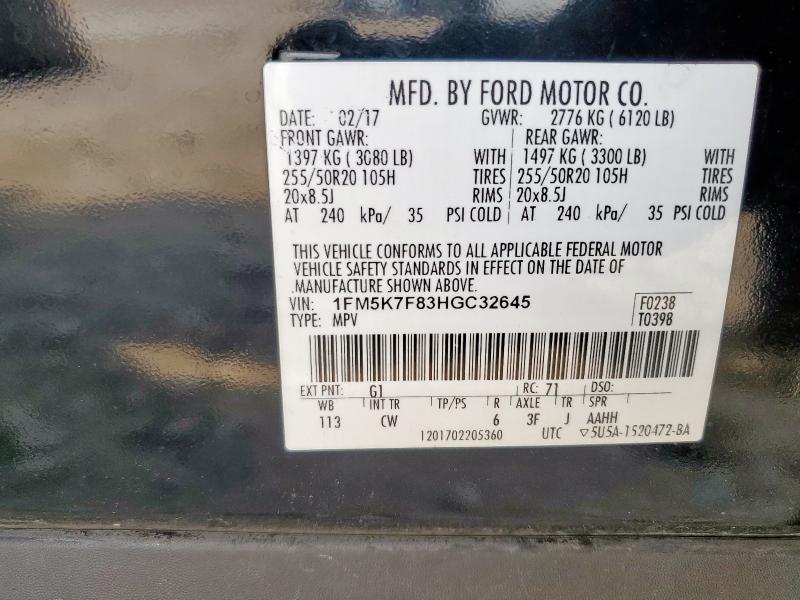 MFD. BY FORD MOTOR CO.
DATE: 02/17 GVWR: 2776 KG ( 6120 LB)
FRONT GAWR: REAR GAWR:
1397 KG ( 3080 LB) WITH 1497 KG ( 3300 LB) WITH
255/50R20 105H TIRES 255/50R20 105H TIRES
20x8.5J RIMS 20x8.5J RIMS
AT 240 kPa/ 35 PSI COLD AT 240 kPa/ 35 PSI COLD
THIS VEHICLE CONFORMS TO ALL APPLICABLE FEDERAL MOTOR
VEHICLE SAFETY STANDARDS IN EFFECT ON THE DATE OF
MANUFACTURE SHOWN ABOVE.
VIN: 1FM5K7F83HGC32645 F0238
TYPE: MPV T0398
EXT PNT: G1 RC: 71 DSO:
WB INT TR TP/PS R AXLE TR SPR
113 CW 6 3F J AAHH
1201702205360 UTC ▽5U5A-1520472-BA